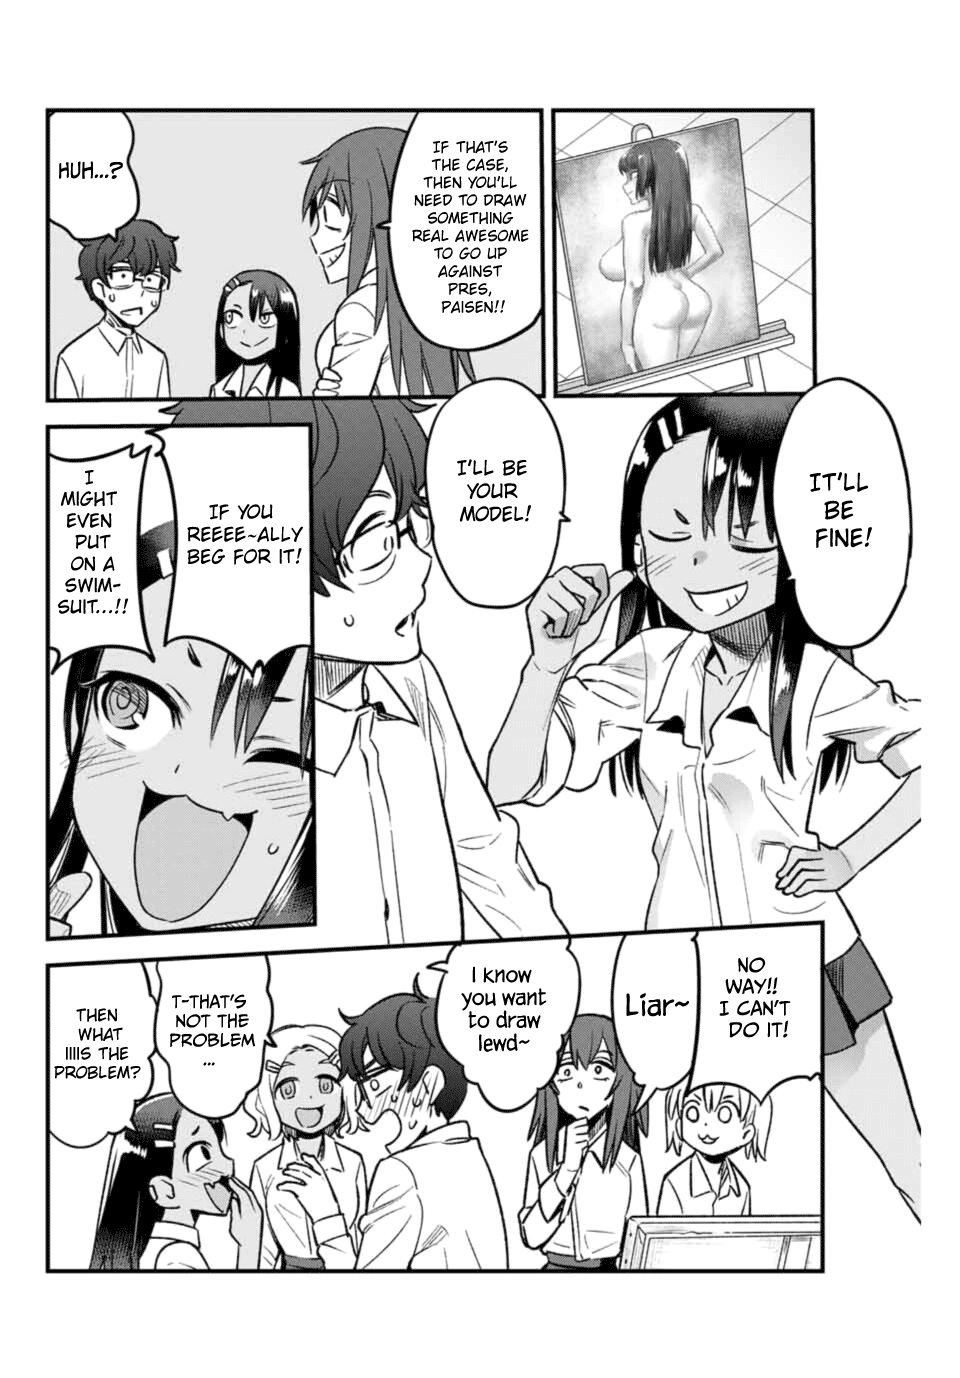 IF THAT'S
THE CASE,
THEN YOU'LL
NEED TO DRAW
SOMETHING
REAL AWESOME
TO GO UP
AGAINST
PRES,
PAISEN!!
HUH...?
IT'LL
BE
FINE!
I'LL BE
YOUR
MODEL!
IF YOU
REEEE~ALLY
BEG FOR IT!
I
MIGHT
EVEN
PUT
ON A
SWIM-
SUIT...!!
NO
WAY!!
I CAN'T
DO IT!
Liar~
I know
you want
to draw
lewd~
T-THAT'S
NOT THE
PROBLEM
...
THEN
WHAT
IIIIS THE
PROBLEM?